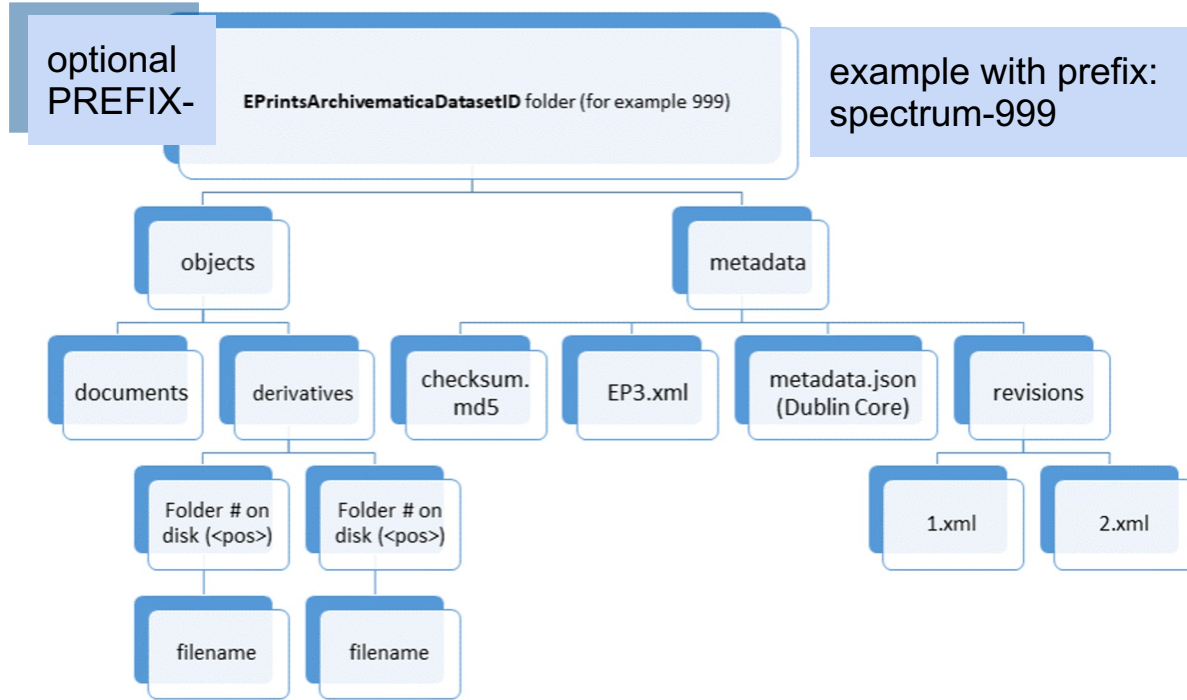 optional
PREFIX-
EPrintsArchivematicaDatasetID folder (for example 999)
example with prefix:
spectrum-999
objects
metadata
documents
derivatives
checksum.
md5
EP3.xml
metadata.json
(Dublin Core)
revisions
Folder # on
disk (<pos>)
Folder # on
disk (<pos>)
1.xml
2.xml
filename
filename